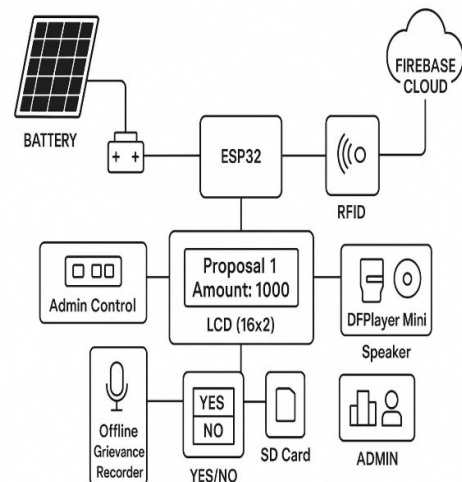 FIREBASE
CLOUD
BATTERY
ESP32
RFID
Admin Control
Proposal 1
Amount: 1000
LCD (16x2)
DFPlayer Mini
Speaker
Offline
Grievance
Recorder
YES
NO
YES/NO
SD Card
ADMIN